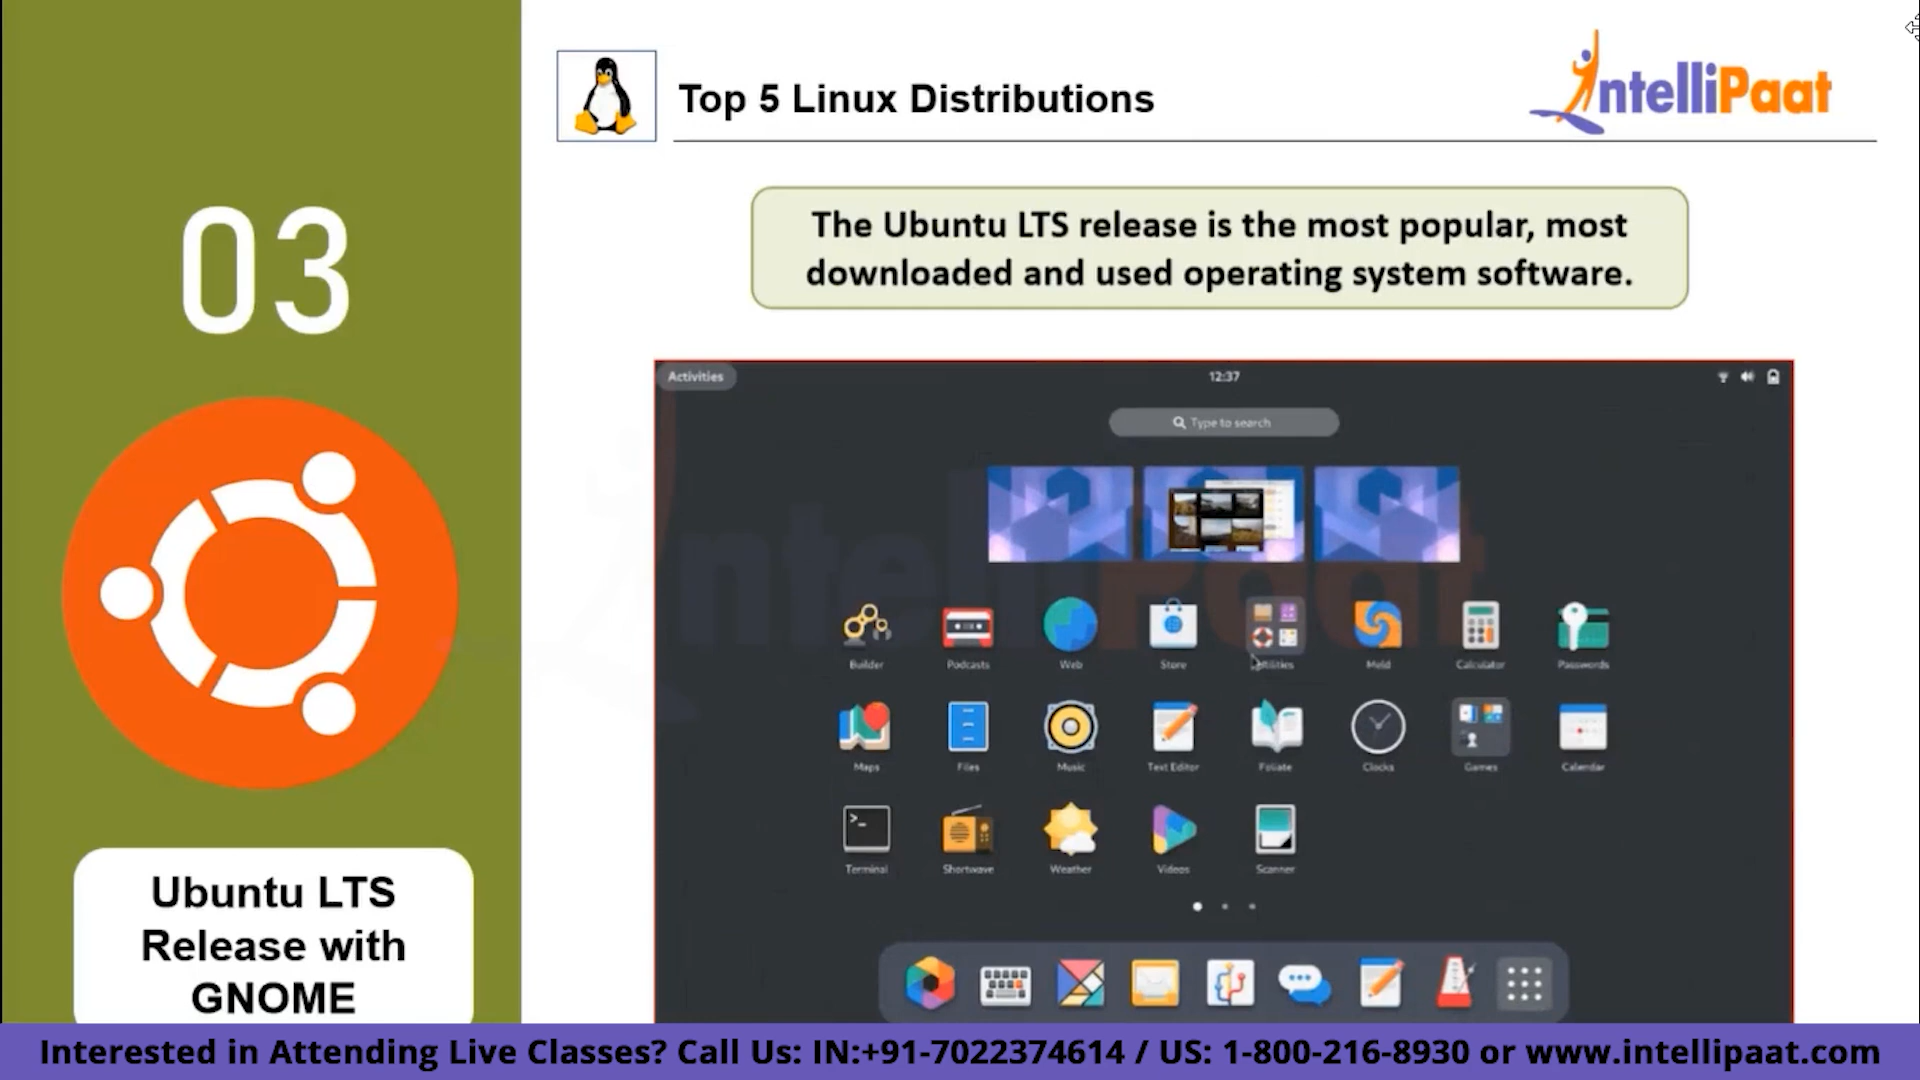 Top 5 Linux Distributions
IntelliPaat
03
The Ubuntu LTS release is the most popular, most
downloaded and used operating system software.
Ubuntu LTS
Release with
GNOME
Activities
12:37
Type to search
Builder
Podcasts
Web
Store
Utilities
Meld
Calculator
Passwords
Maps
Files
Music
Text Editor
Foliate
Clocks
Games
Calendar
>_
Terminal
Shortwave
Weather
Videos
Scanner
IntelliPaat
Interested in Attending Live Classes? Call Us: IN:+91-7022374614 / US: 1-800-216-8930 or www.intellipaat.com